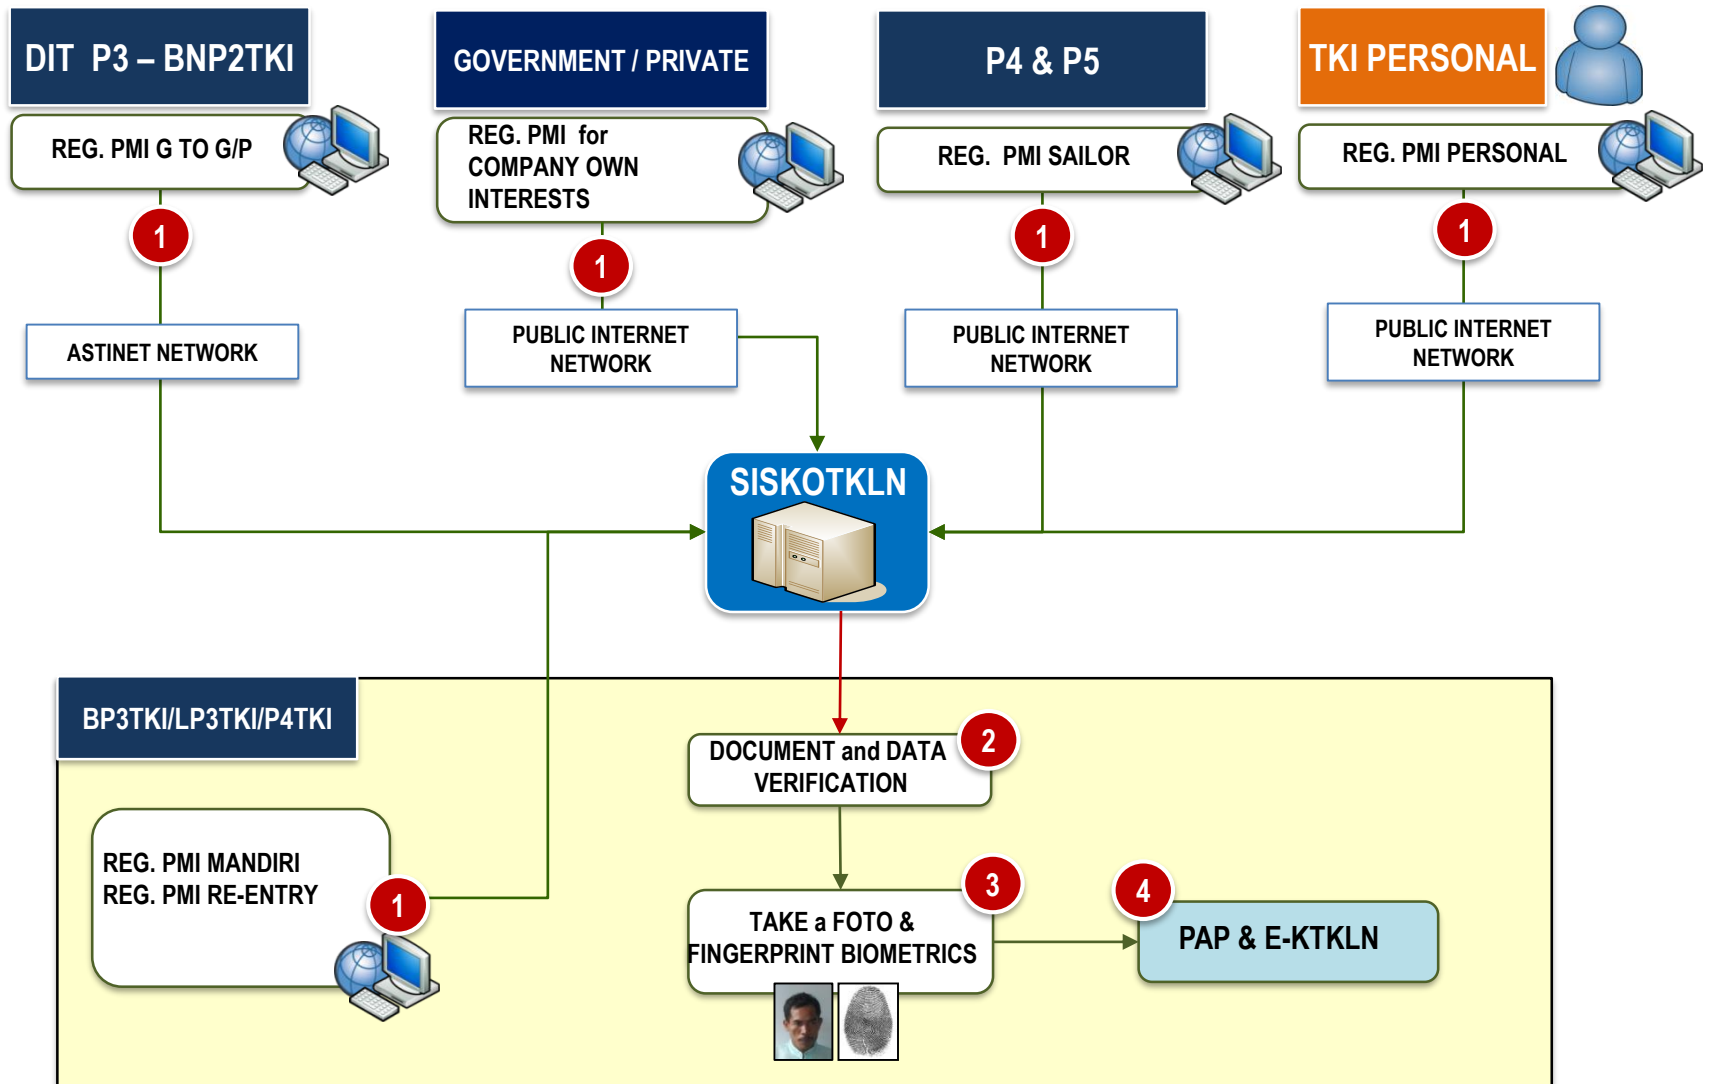 DIT P3 – BNP2TKI
GOVERNMENT / PRIVATE
P4 & P5
TKI PERSONAL
REG. PMI G TO G/P
REG. PMI for
COMPANY OWN
INTERESTS
REG. PMI SAILOR
REG. PMI PERSONAL
1
1
1
1
ASTINET NETWORK
PUBLIC INTERNET
NETWORK
PUBLIC INTERNET
NETWORK
PUBLIC INTERNET
NETWORK
SISKOTKLN
BP3TKI/LP3TKI/P4TKI
DOCUMENT and DATA
VERIFICATION
2
REG. PMI MANDIRI
REG. PMI RE-ENTRY
1
TAKE a FOTO &
FINGERPRINT BIOMETRICS
3
4
PAP & E-KTKLN